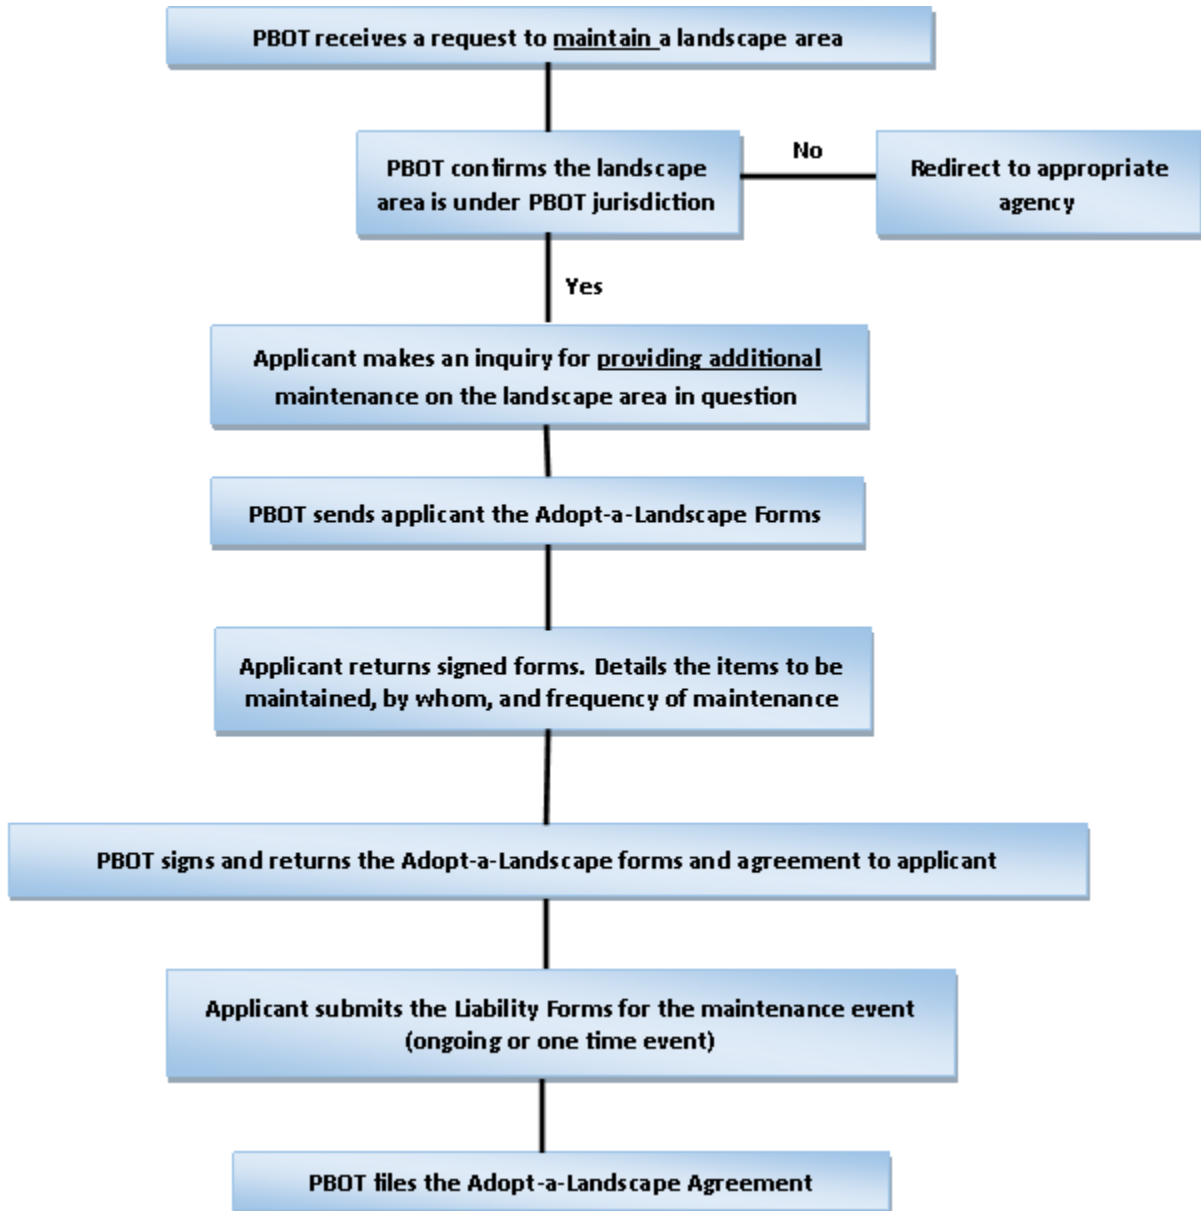 PBOT receives a request to maintain a landscape area
PBOT confirms the landscape
area is under PBOT jurisdiction
No
Redirect to appropriate
agency
Yes
Applicant makes an inquiry for providing additional
maintenance on the landscape area in question
PBOT sends applicant the Adopt-a-Landscape Forms
Applicant returns signed forms. Details the items to be
maintained, by whom, and frequency of maintenance
PBOT signs and returns the Adopt-a-Landscape forms and agreement to applicant
Applicant submits the Liability Forms for the maintenance event
(ongoing or one time event)
PBOT files the Adopt-a-Landscape Agreement